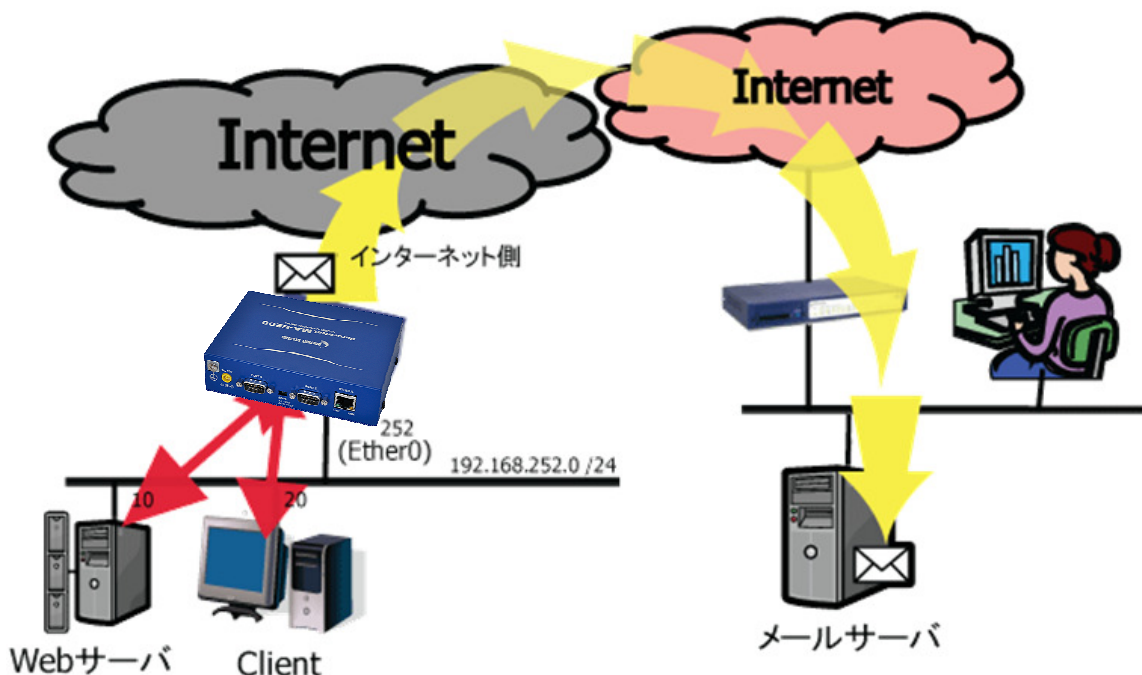 Internet
Internet
インターネット側
252
(Ether0)
192.168.252.0 /24
10
20
Webサーバ
Client
メールサーバ